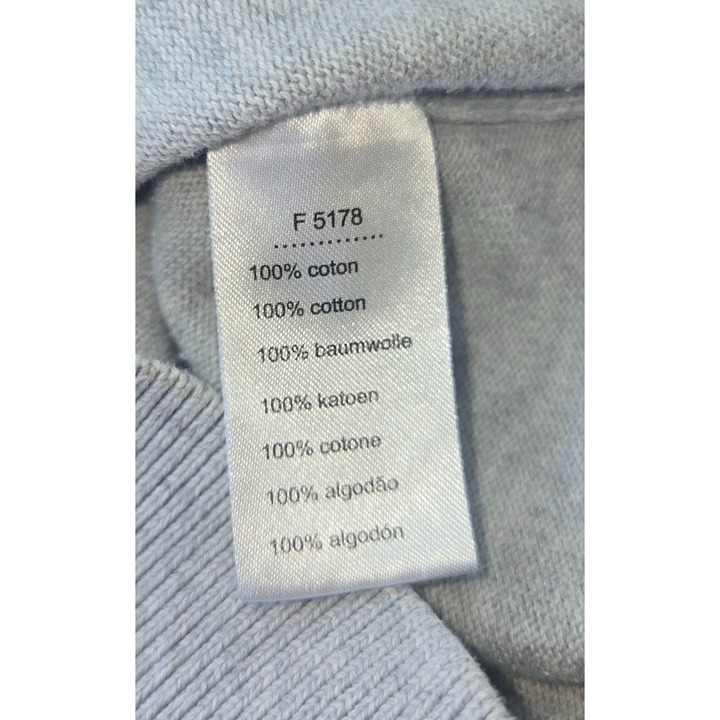 F 5178
100% coton
100% cotton
100% baumwolle
100% katoen
100% cotone
100% algodão
100% algodón